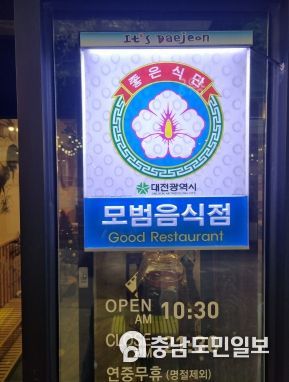 It's Daejeon
좋은식단
대전광역시
모범음식점
Good Restaurant
OPEN
AM 10:30
충남도민일보
연중무휴 (명절제외)